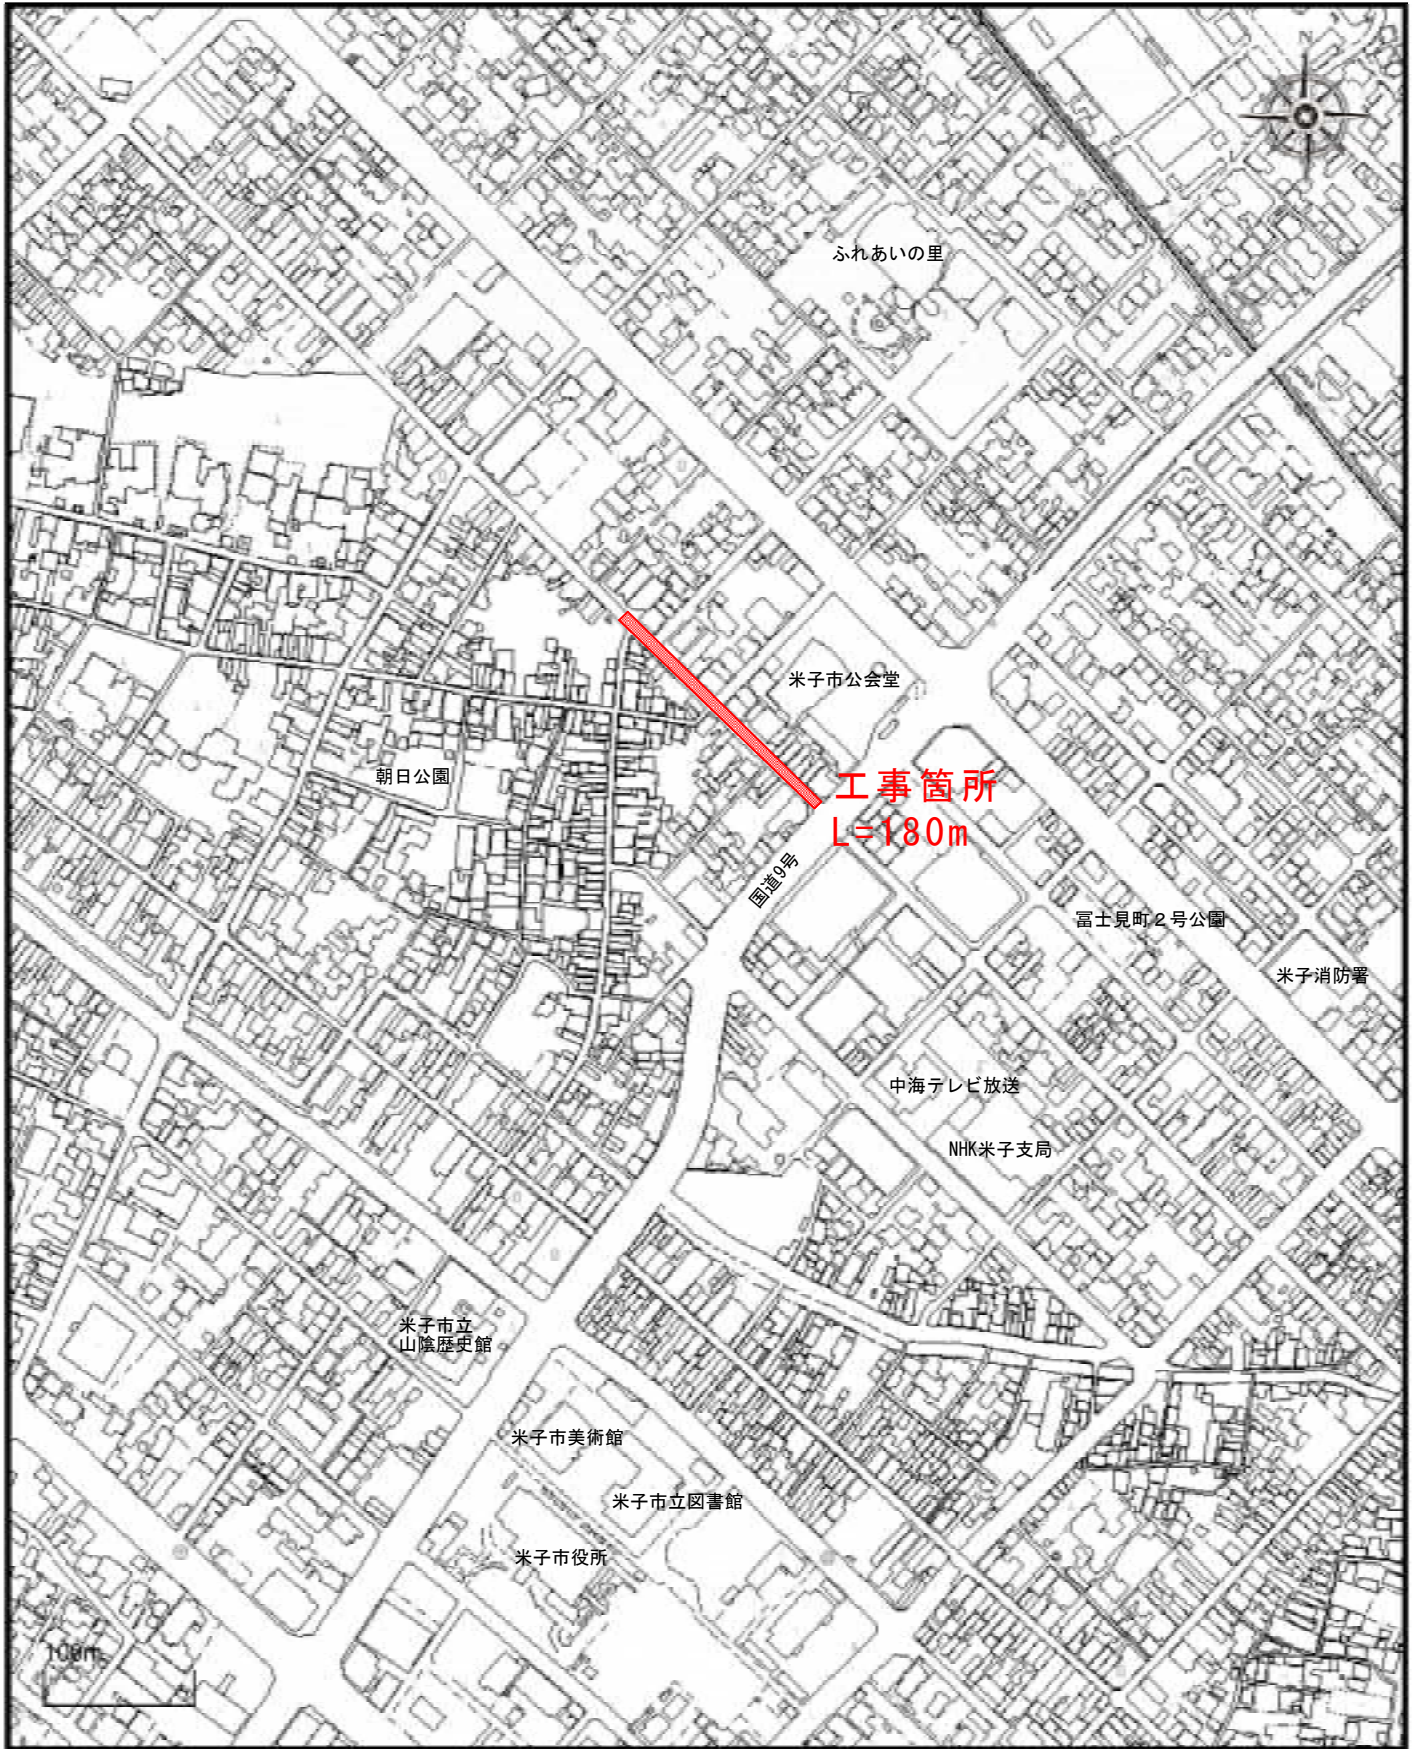 N
ふれあいの里
米子市公会堂
朝日公園
工事箇所
L=180m
国道9号
冨士見町２号公園
米子消防署
中海テレビ放送
NHK米子支局
米子市立
山陰歴史館
米子市美術館
米子市立図書館
米子市役所
100m